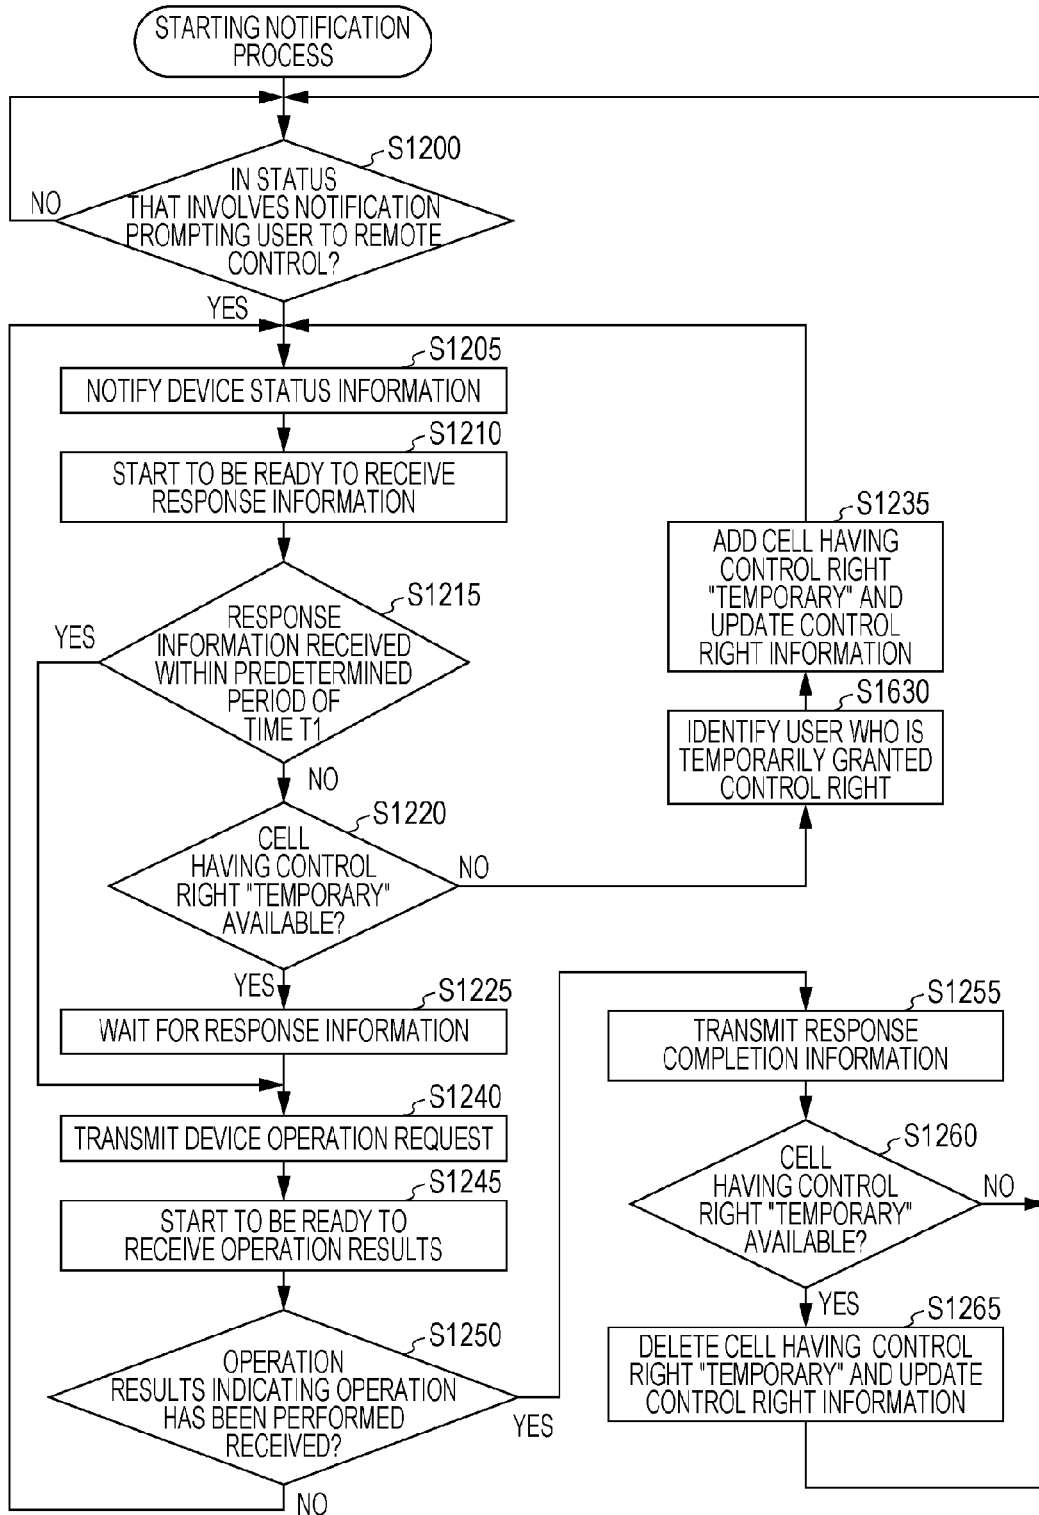 STARTING NOTIFICATION
PROCESS
S1200
IN STATUS
THAT INVOLVES NOTIFICATION
PROMPTING USER TO REMOTE
CONTROL?
NO
YES
S1205
NOTIFY DEVICE STATUS INFORMATION
S1210
START TO BE READY TO RECEIVE
RESPONSE INFORMATION
S1215
RESPONSE
INFORMATION RECEIVED
WITHIN PREDETERMINED
PERIOD OF
TIME T1
YES
NO
S1220
CELL
HAVING CONTROL
RIGHT "TEMPORARY"
AVAILABLE?
NO
YES
S1235
ADD CELL HAVING
CONTROL RIGHT
"TEMPORARY" AND
UPDATE CONTROL
RIGHT INFORMATION
S1630
IDENTIFY USER WHO IS
TEMPORARILY GRANTED
CONTROL RIGHT
S1225
WAIT FOR RESPONSE INFORMATION
S1240
TRANSMIT DEVICE OPERATION REQUEST
S1245
START TO BE READY TO
RECEIVE OPERATION RESULTS
S1250
OPERATION
RESULTS INDICATING OPERATION
HAS BEEN PERFORMED
RECEIVED?
YES
NO
S1255
TRANSMIT RESPONSE
COMPLETION INFORMATION
S1260
CELL
HAVING CONTROL
RIGHT "TEMPORARY"
AVAILABLE?
NO
YES
S1265
DELETE CELL HAVING CONTROL
RIGHT "TEMPORARY" AND UPDATE
CONTROL RIGHT INFORMATION